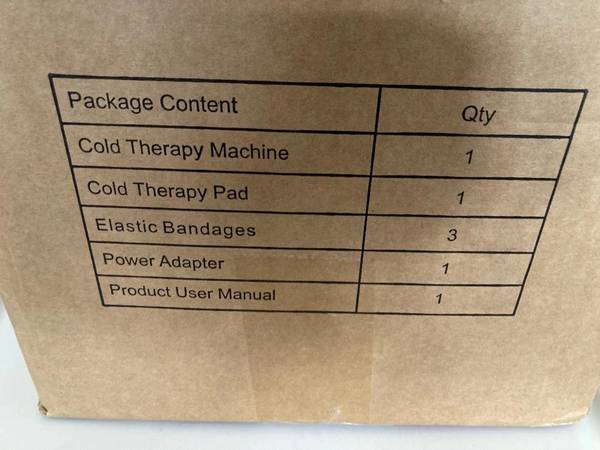 Package Content Qty
Cold Therapy Machine 1
Cold Therapy Pad 1
Elastic Bandages 3
Power Adapter 1
Product User Manual 1